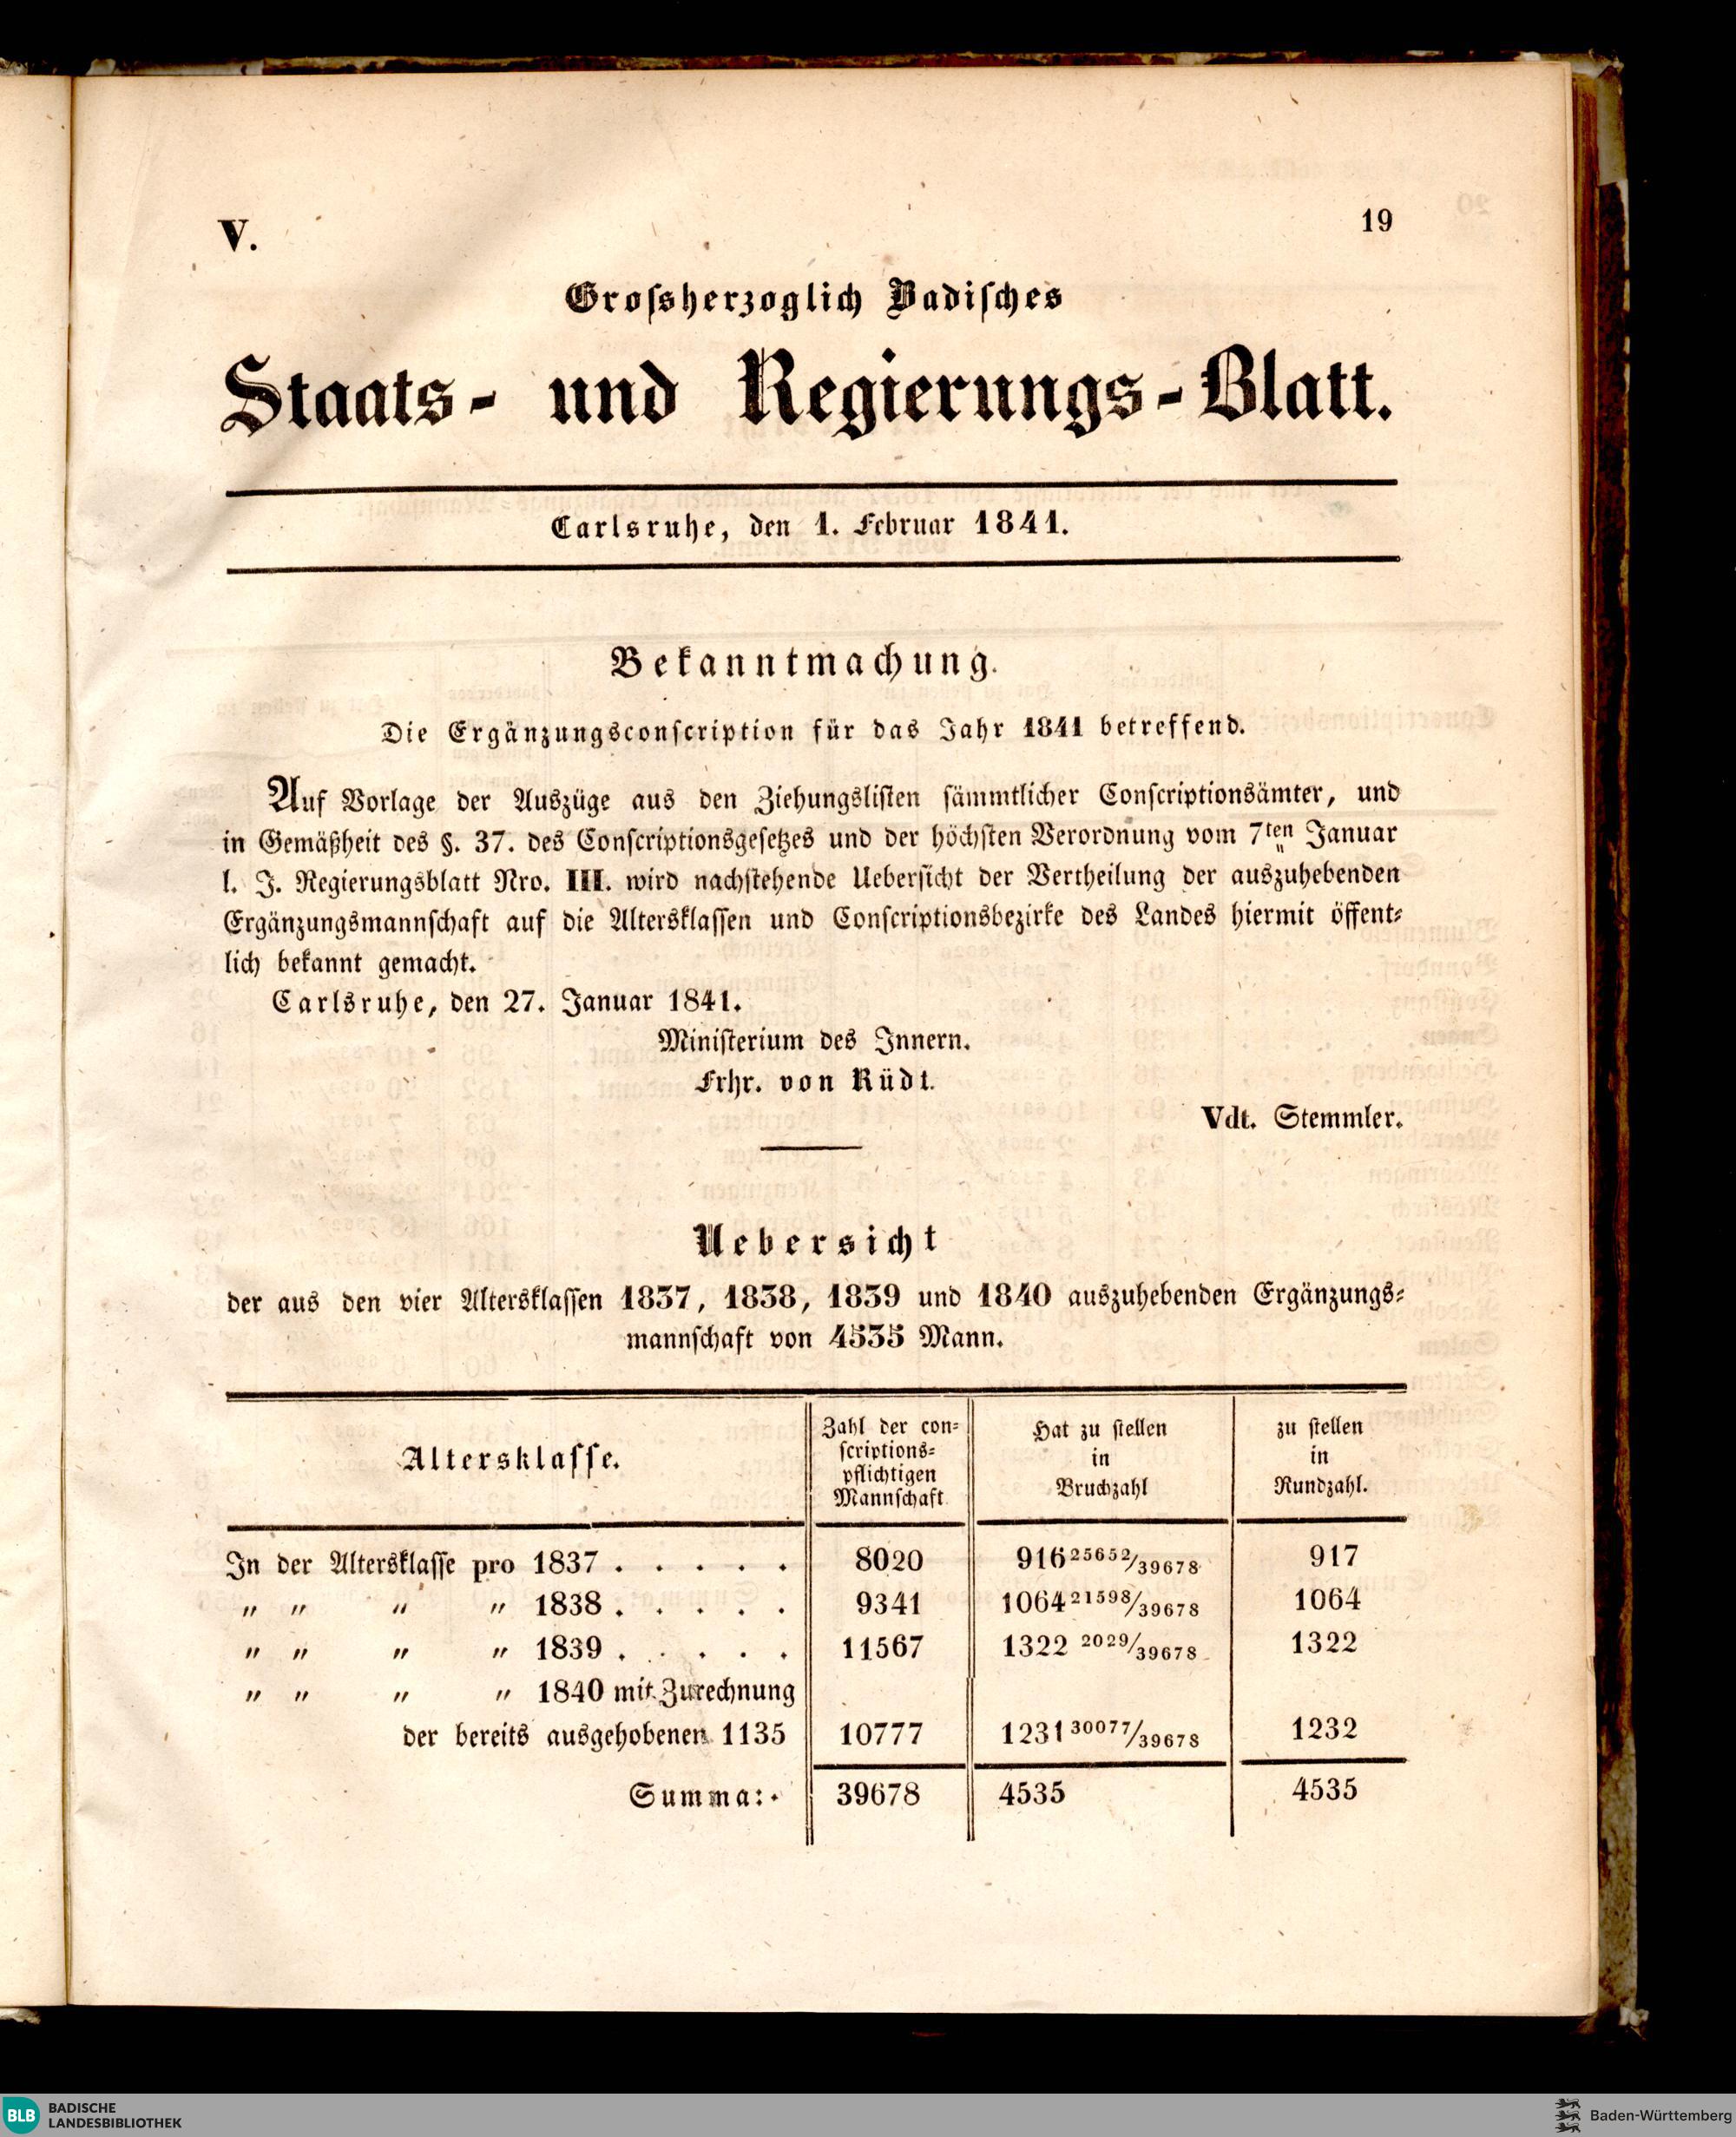 V.
19
Grossherzoglich Badisches
Staats- und Regierungs-Blatt.
Carlsruhe, den 1. Februar 1841.
Bekanntmachung.
Die Ergänzungsconscription für das Jahr 1841 betreffend.
Auf Vorlage der Auszüge aus den Ziehungslisten sämmtlicher Conscriptionsämter, und
in Gemäßheit des §. 37. des Conscriptionsgesetzes und der höchsten Verordnung vom 7ten Januar
l. J. Regierungsblatt Nro. III. wird nachstehende Uebersicht der Vertheilung der auszuhebenden
Ergänzungsmannschaft auf die Altersklassen und Conscriptionsbezirke des Landes hiermit öffent-
lich bekannt gemacht.
Carlsruhe, den 27. Januar 1841.
Ministerium des Innern.
Frhr. von Rüdt.
Vdt. Stemmler.
Uebersicht
der aus den vier Altersklassen 1837, 1838, 1839 und 1840 auszuhebenden Ergänzungs-
mannschaft von 4535 Mann.
Altersklasse.
Zahl der con-
scriptions-
pflichtigen
Mannschaft
Hat zu stellen
in
Bruchzahl
zu stellen
in
Rundzahl.
In der Altersklasse pro 1837 . . . . . 8020 916 25652/39678 917
" " " " 1838 . . . . . 9341 1064 21598/39678 1064
" " " " 1839 . . . . . 11567 1322 2029/39678 1322
" " " " 1840 mit Zurechnung
der bereits ausgehobenen 1135 10777 1231 30077/39678 1232
Summa: . 39678 4535 4535
BLB BADISCHE
LANDESBIBLIOTHEK
Baden-Württemberg